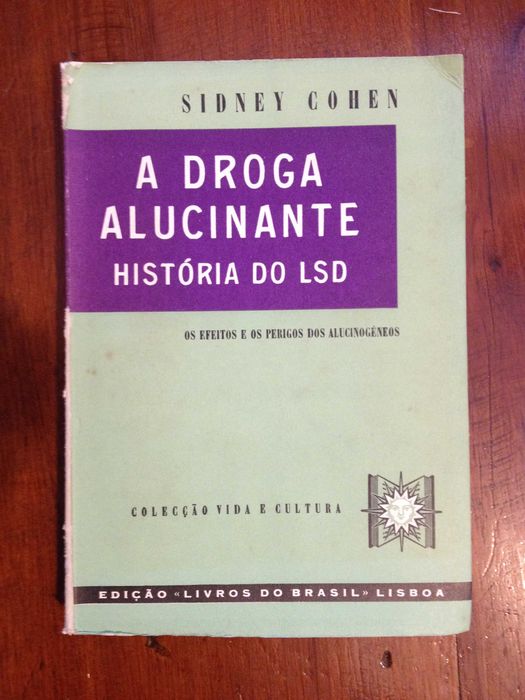 SIDNEY COHEN
A DROGA
ALUCINANTE
HISTÓRIA DO LSD
OS EFEITOS E OS PERIGOS DOS ALUCINOGÉNEOS
COLECÇÃO VIDA E CULTURA
EDIÇÃO «LIVROS DO BRASIL» LISBOA